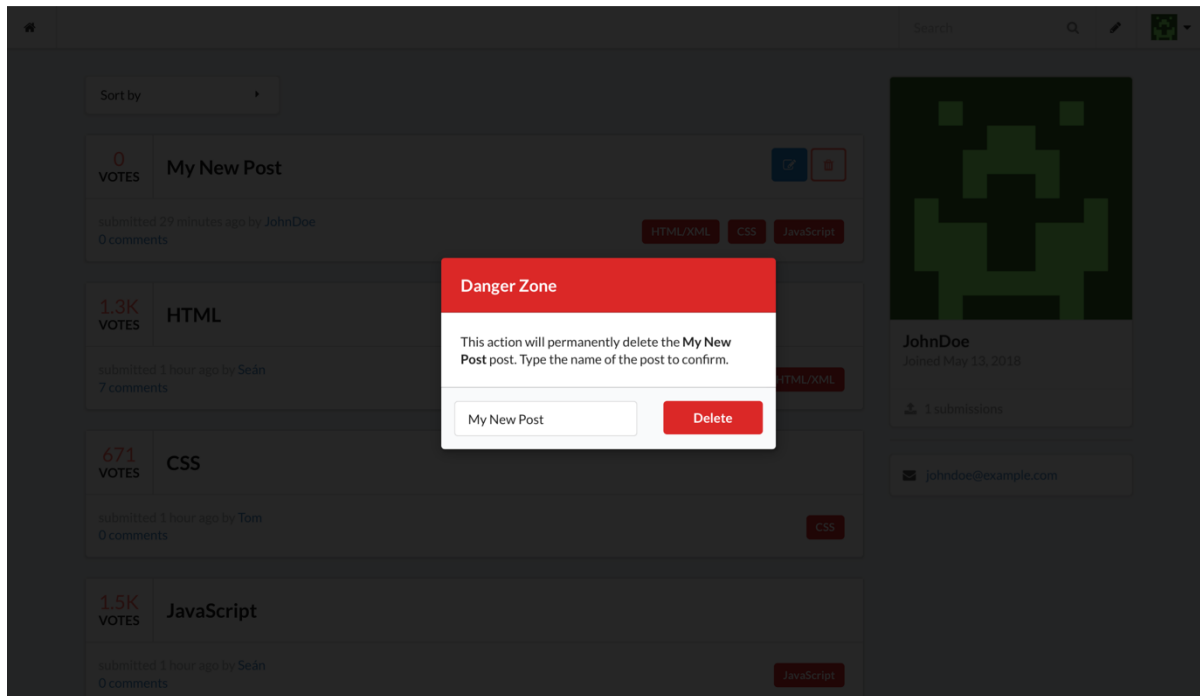 Search
Sort by
0
VOTES
My New Post
submitted 29 minutes ago by JohnDoe
0 comments
HTML/XML CSS JavaScript
1.3K
VOTES
HTML
submitted 1 hour ago by Seán
7 comments
HTML/XML
671
VOTES
CSS
submitted 1 hour ago by Tom
0 comments
CSS
1.5K
VOTES
JavaScript
submitted 1 hour ago by Seán
0 comments
JavaScript
Danger Zone
This action will permanently delete the My New
Post post. Type the name of the post to confirm.
My New Post
Delete
JohnDoe
Joined May 13, 2018
1 submissions
johndoe@example.com